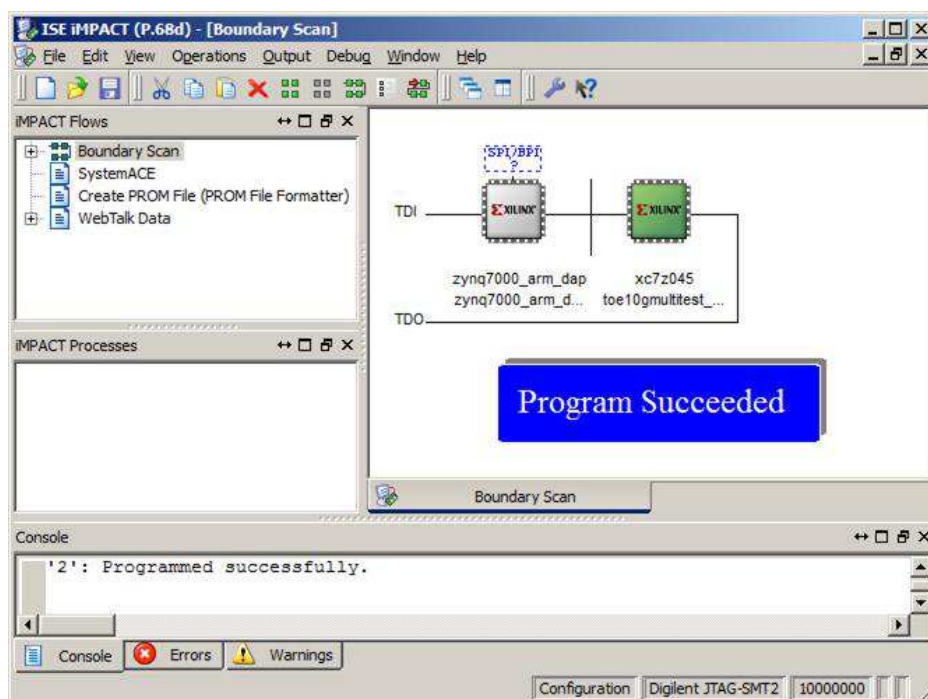 ISE iMPACT (P.68d) - [Boundary Scan]
File Edit View Operations Output Debug Window Help
iMPACT Flows
Boundary Scan
SystemACE
Create PROM File (PROM File Formatter)
WebTalk Data
iMPACT Processes
SPI/BPI
?
TDI
XILINX
XILINX
zynq7000_arm_dap
zynq7000_arm_d...
xc7z045
toe10gmultitest_...
TDO
Program Succeeded
Boundary Scan
Console
'2': Programmed successfully.
Console Errors Warnings
Configuration Digilent JTAG-SMT2 10000000